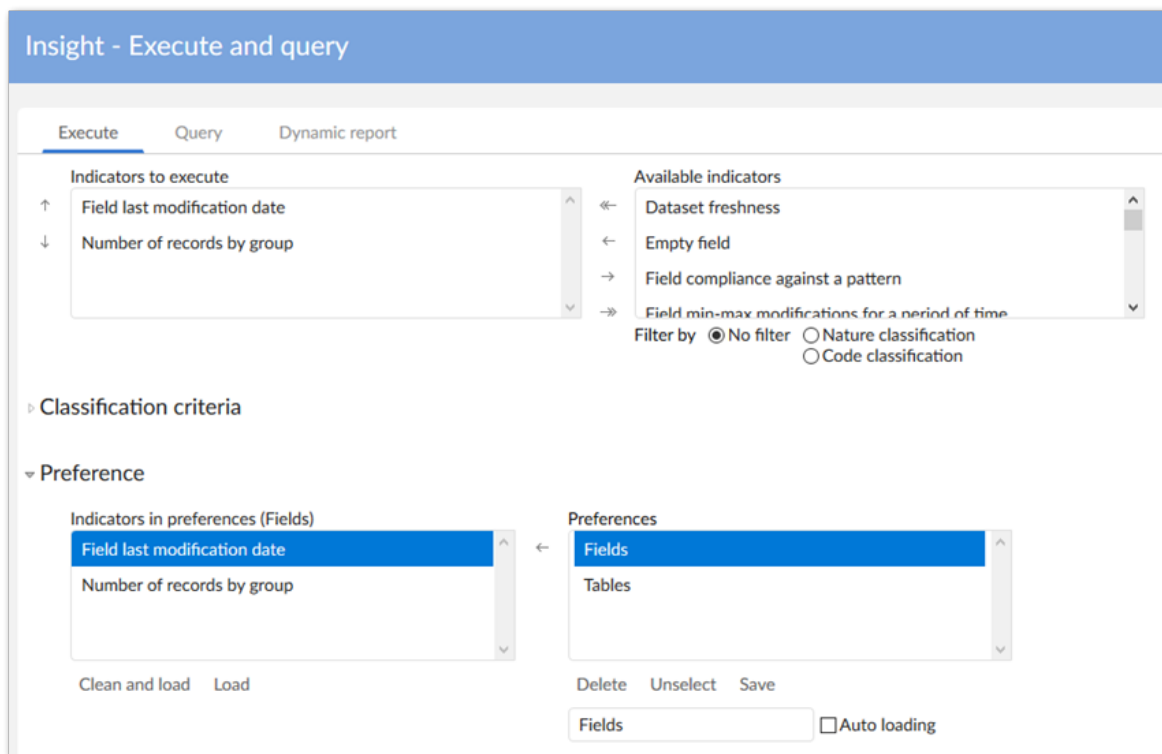 Insight - Execute and query
Execute Query Dynamic report
Indicators to execute Available indicators
Field last modification date Dataset freshness
Number of records by group Empty field
Field compliance against a pattern
Field min-max modifications for a period of time
Filter by No filter Nature classification
Code classification
Classification criteria
Preference
Indicators in preferences (Fields) Preferences
Field last modification date Fields
Number of records by group Tables
Clean and load Load Delete Unselect Save
Fields Auto loading